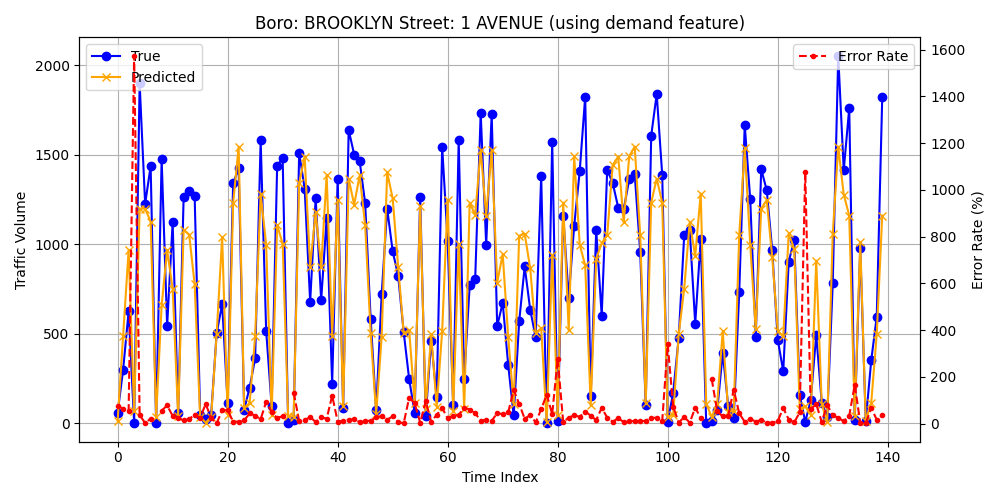 Boro: BROOKLYN Street: 1 AVENUE (using demand feature)
True
Predicted
Error Rate
Traffic Volume
2000
1500
1000
500
0
Error Rate (%)
1600
1400
1200
1000
800
600
400
200
0
0 20 40 60 80 100 120 140
Time Index